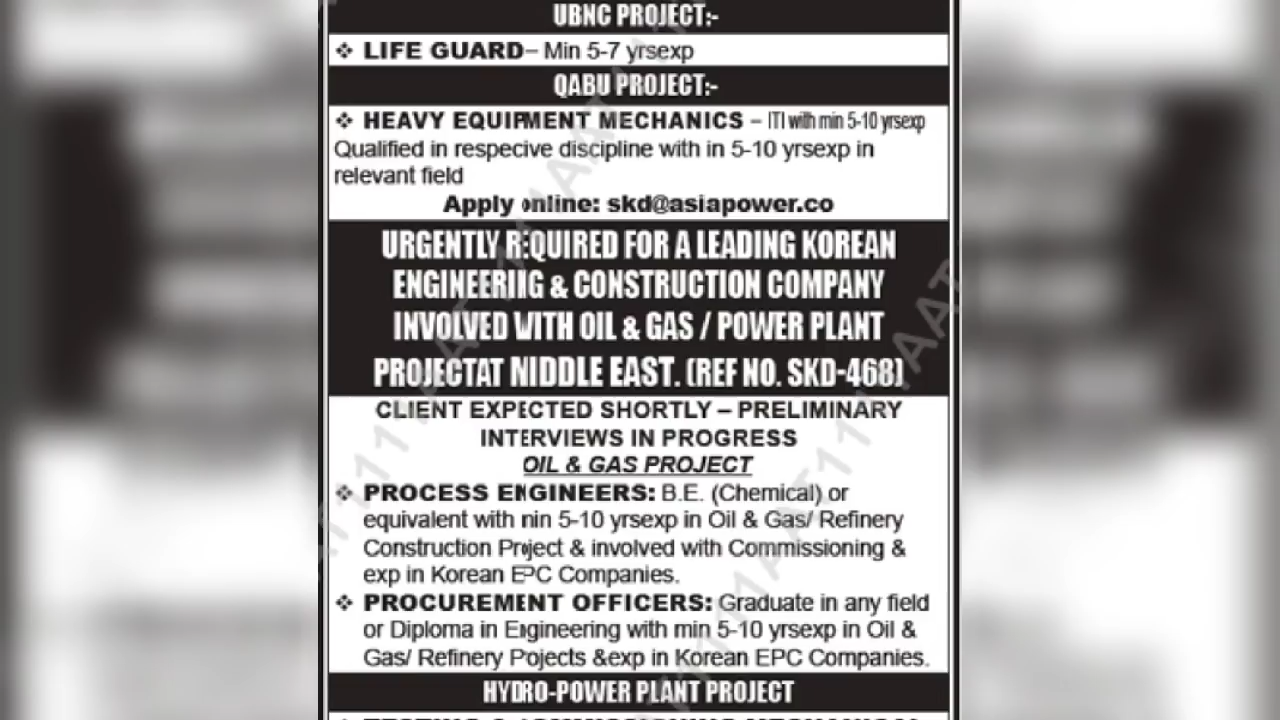 UBNC PROJECT:-
❖ LIFE GUARD– Min 5-7 yrsexp
QABU PROJECT:-
❖ HEAVY EQUIPMENT MECHANICS – ITI with min 5-10 yrsexp
Qualified in respecive discipline with in 5-10 yrsexp in
relevant field
Apply online: skd@asiapower.co
URGENTLY REQUIRED FOR A LEADING KOREAN
ENGINEERING & CONSTRUCTION COMPANY
INVOLVED WITH OIL & GAS / POWER PLANT
PROJECTAT NIDDLE EAST. (REF NO. SKD-468)
CLIENT EXPECTED SHORTLY – PRELIMINARY
INTERVIEWS IN PROGRESS
OIL & GAS PROJECT
❖ PROCESS ENGINEERS: B.E. (Chemical) or
equivalent with nin 5-10 yrsexp in Oil & Gas/ Refinery
Construction Project & involved with Commissioning &
exp in Korean EPC Companies.
❖ PROCUREMENT OFFICERS: Graduate in any field
or Diploma in Engineering with min 5-10 yrsexp in Oil &
Gas/ Refinery Pojects &exp in Korean EPC Companies.
HYDRO-POWER PLANT PROJECT